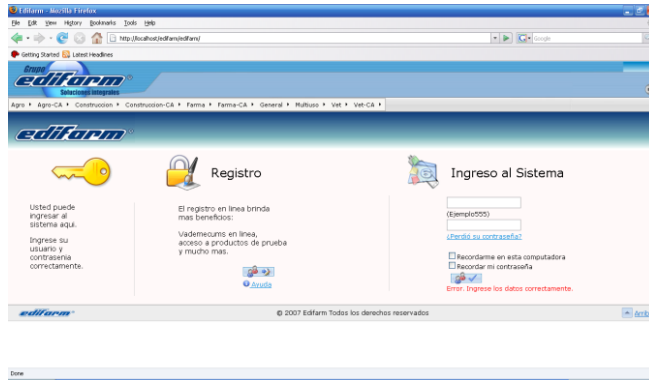 Edifarm - Mozilla Firefox
File Edit View History Bookmarks Tools Help
http://localhost/edifarm/edifarm/
Google
Getting Started Latest Headlines
Grupo
edifarm
Soluciones integrales
Agro Agro-CA Construccion Construccion-CA Farma Farma-CA General Multiuso Vet Vet-CA
edifarm
Registro
Ingreso al Sistema
Usted puede
ingresar al
sistema aqui.
Ingrese su
usuario y
contrasenia
correctamente.
El registro en linea brinda
mas beneficios:
Vademecums en linea,
acceso a productos de prueba
y mucho mas.
Ayuda
(Ejemplo555)
¿Perdió su contraseña?
Recordarme en esta computadora
Recordar mi contraseña
Error. Ingrese los datos correctamente.
edifarm
© 2007 Edifarm Todos los derechos reservados
Done